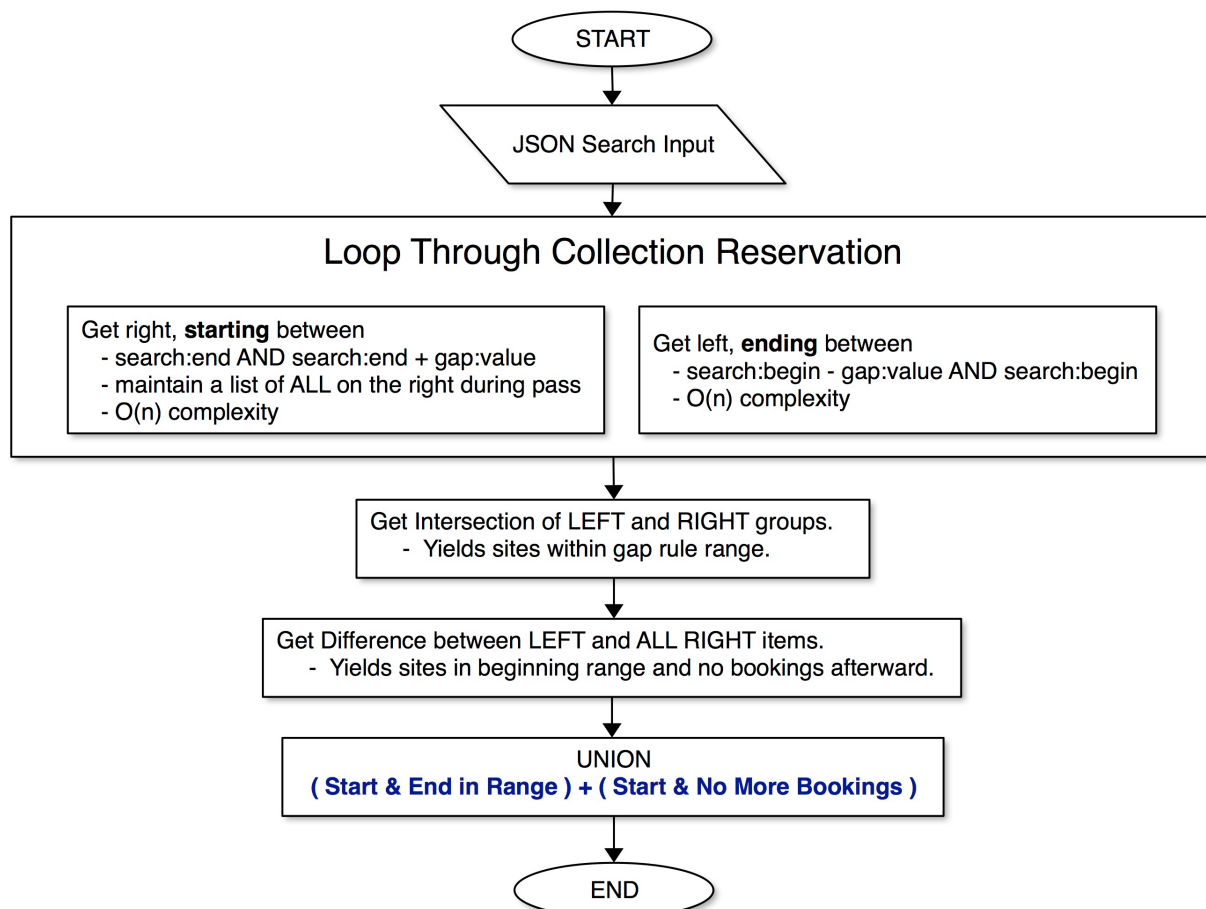 START
JSON Search Input
Loop Through Collection Reservation
Get right, starting between
- search:end AND search:end + gap:value
- maintain a list of ALL on the right during pass
- O(n) complexity
Get left, ending between
- search:begin - gap:value AND search:begin
- O(n) complexity
Get Intersection of LEFT and RIGHT groups.
- Yields sites within gap rule range.
Get Difference between LEFT and ALL RIGHT items.
- Yields sites in beginning range and no bookings afterward.
UNION
( Start & End in Range ) + ( Start & No More Bookings )
END